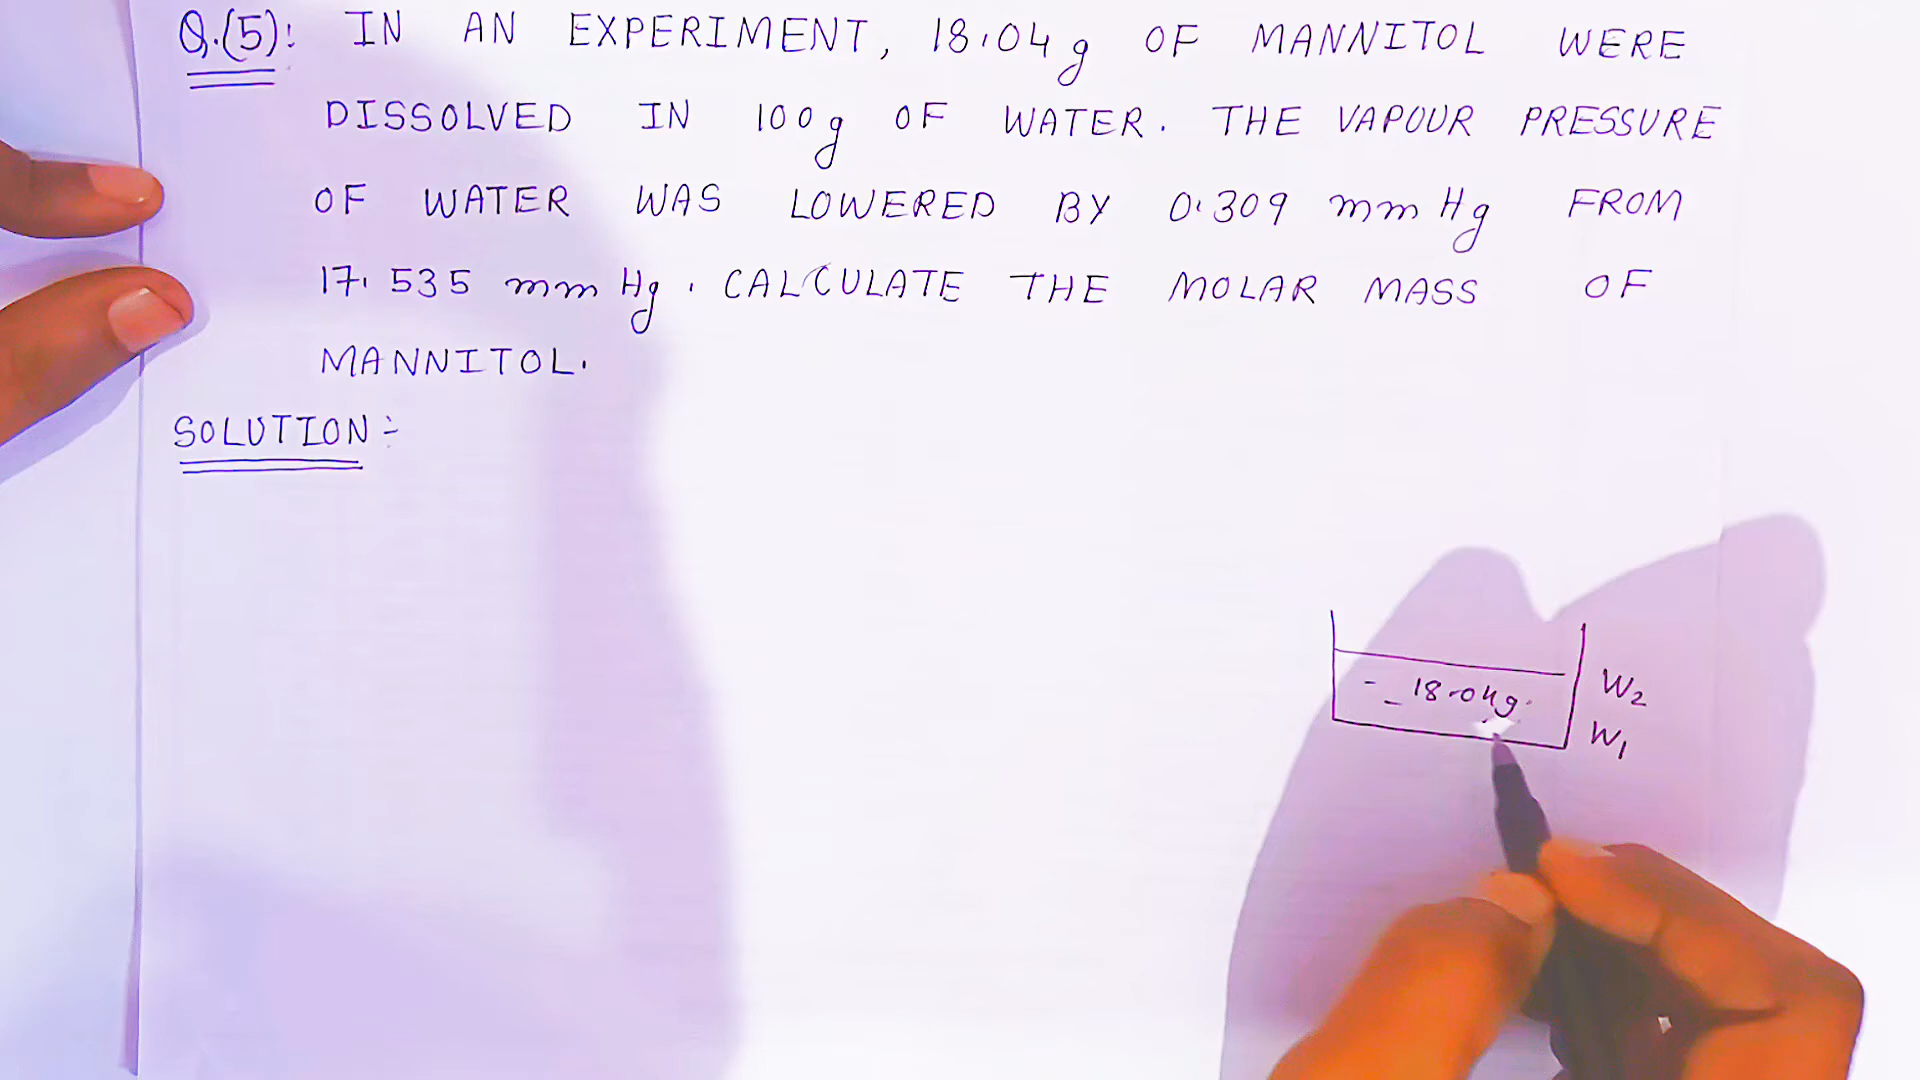 Q.(5): IN AN EXPERIMENT, 18.04 g OF MANNITOL WERE
DISSOLVED IN 100 g OF WATER. THE VAPOUR PRESSURE
OF WATER WAS LOWERED BY 0.309 mm Hg FROM
17.535 mm Hg. CALCULATE THE MOLAR MASS OF
MANNITOL.
SOLUTION :-
18.04g. W2
W1